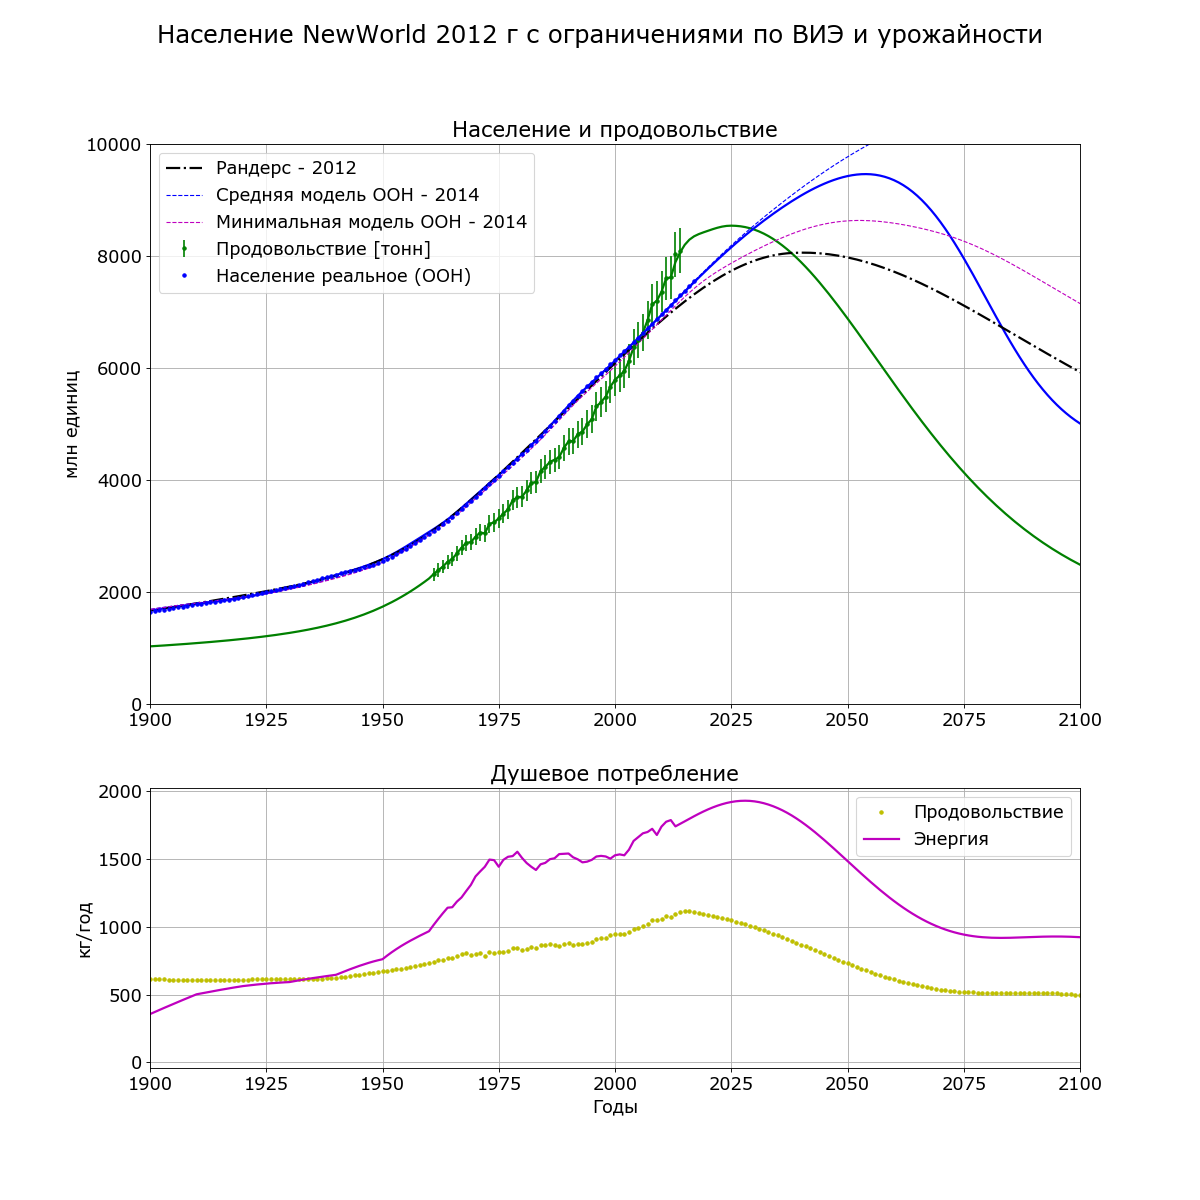 Население NewWorld 2012 г с ограничениями по ВИЭ и урожайности
Население и продовольствие
10000
8000
6000
4000
2000
0
млн единиц
Рандерс - 2012
Средняя модель ООН - 2014
Минимальная модель ООН - 2014
Продовольствие [тонн]
Население реальное (ООН)
1900 1925 1950 1975 2000 2025 2050 2075 2100
Душевое потребление
2000
1500
1000
500
0
кг/год
Продовольствие
Энергия
1900 1925 1950 1975 2000 2025 2050 2075 2100
Годы